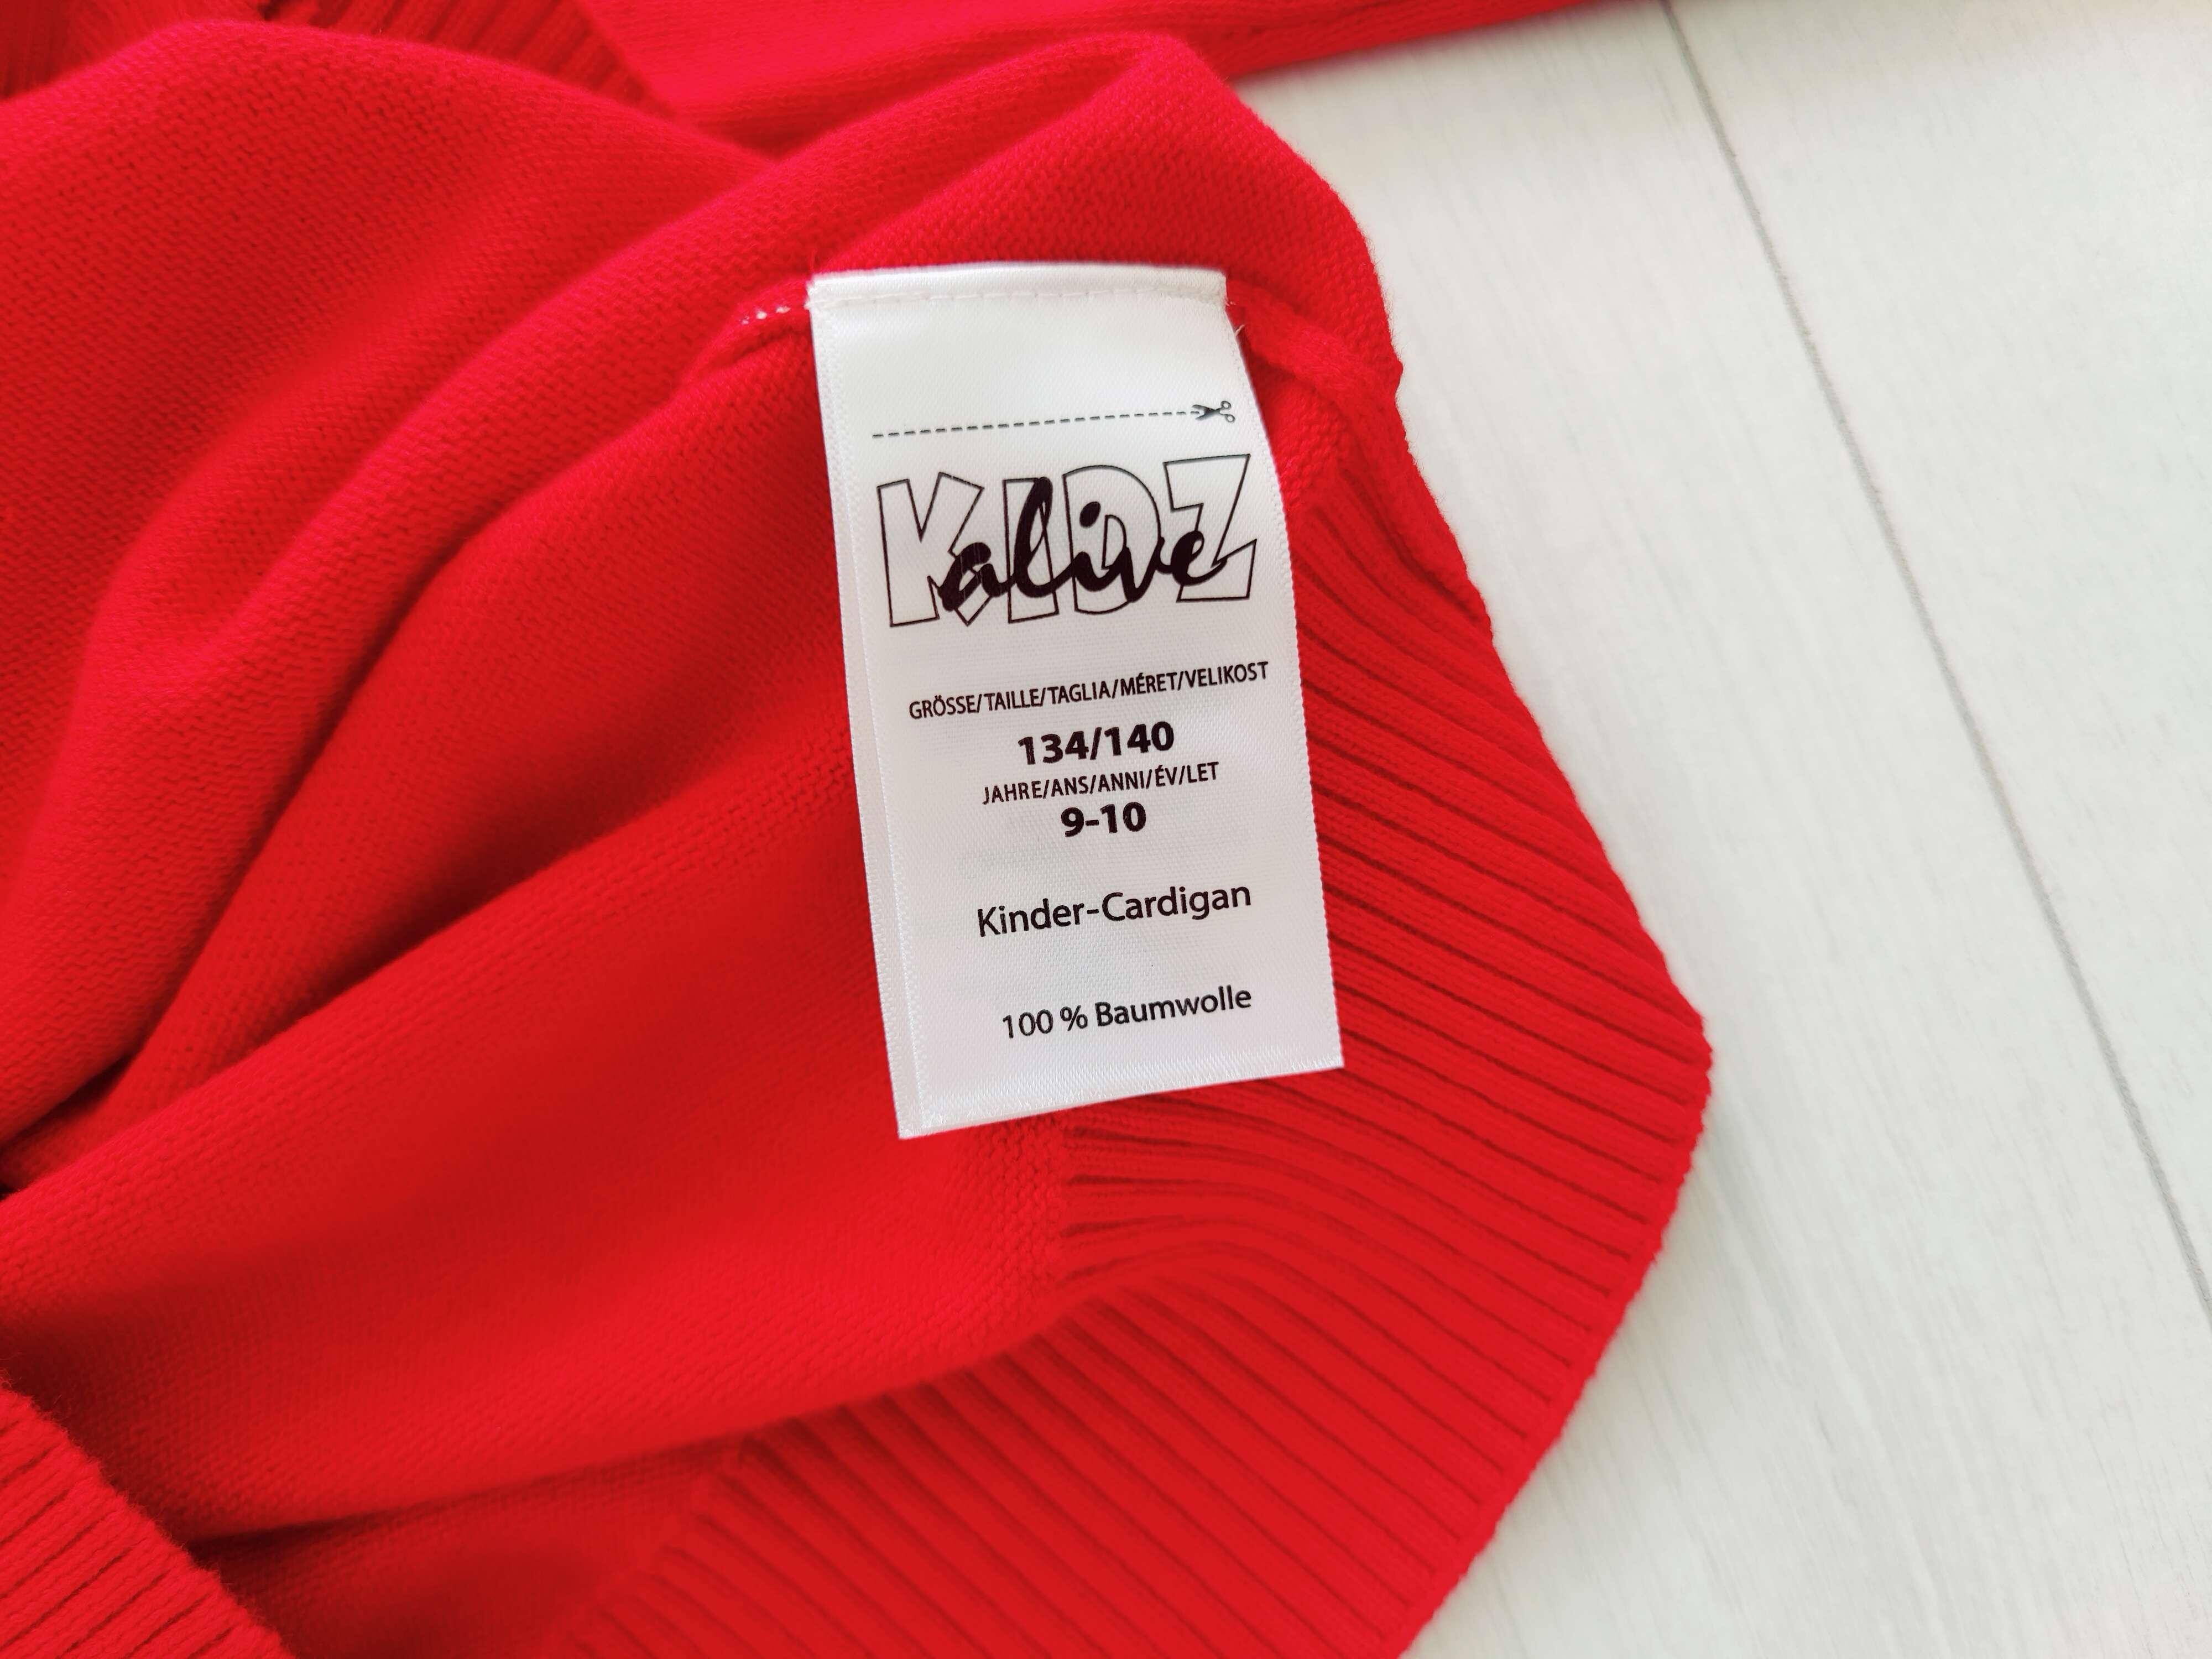 KIDZ
alive
GRÖSSE/TAILLE/TAGLIA/MÉRET/VELIKOST
134/140
JAHRE/ANS/ANNI/ÉV/LET
9-10
Kinder-Cardigan
100 % Baumwolle